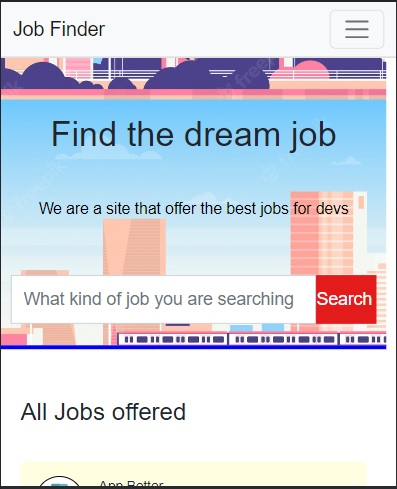 Job Finder
Find the dream job
We are a site that offer the best jobs for devs
What kind of job you are searching
Search
All Jobs offered
App Better